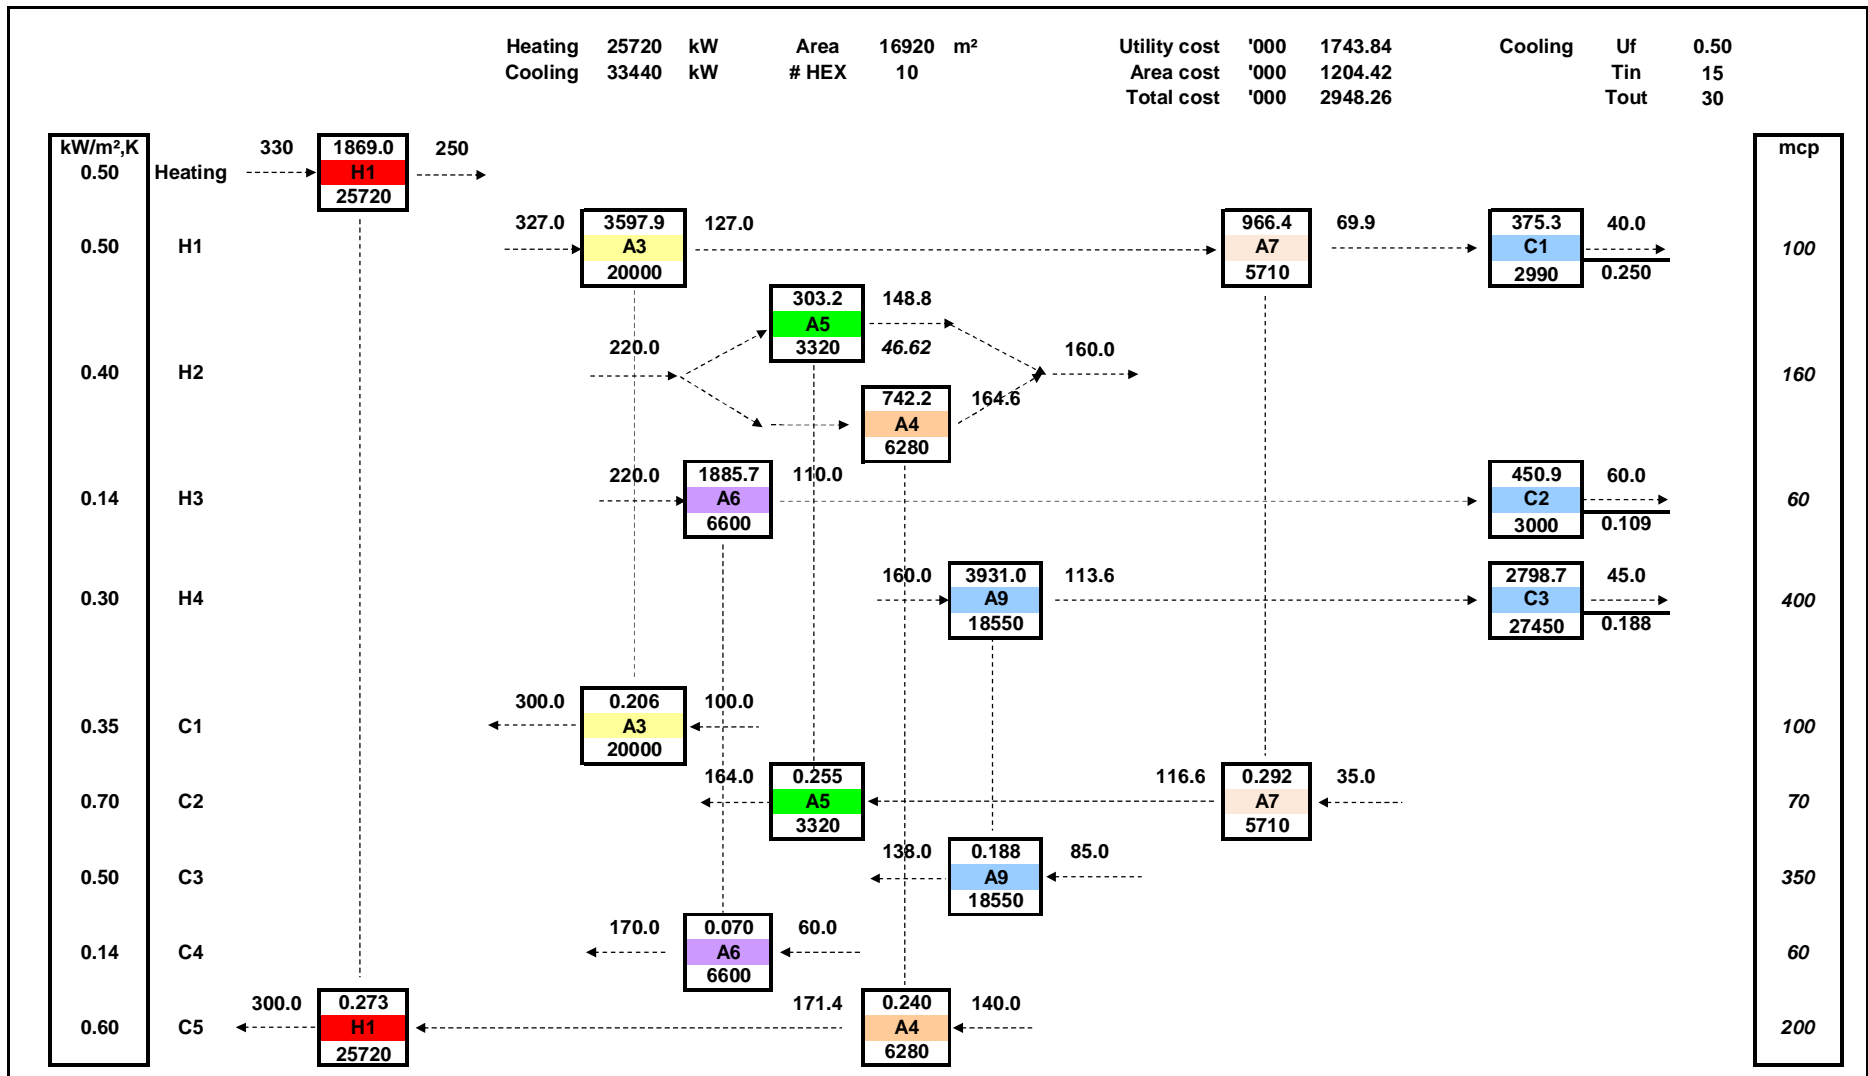 Heating 25720 kW Area 16920 m² Utility cost '000 1743.84 Cooling Uf 0.50
Cooling 33440 kW # HEX 10 Area cost '000 1204.42 Tin 15
Total cost '000 2948.26 Tout 30
kW/m²,K 330 1869.0 250 mcp
0.50 Heating H1
25720
327.0 3597.9 127.0 966.4 69.9 375.3 40.0
0.50 H1 A3 A7 C1 100
20000 5710 2990 0.250
303.2 148.8
A5
220.0 3320 46.62 160.0
0.40 H2 160
742.2 164.6
A4
6280
220.0 1885.7 110.0 450.9 60.0
0.14 H3 A6 C2 60
6600 3000 0.109
160.0 3931.0 113.6 2798.7 45.0
0.30 H4 A9 C3 400
18550 27450 0.188
300.0 0.206 100.0
0.35 C1 A3 100
20000
164.0 0.255 116.6 0.292 35.0
0.70 C2 A5 A7 70
3320 5710
138.0 0.188 85.0
0.50 C3 A9 350
18550
170.0 0.070 60.0
0.14 C4 A6 60
6600
300.0 0.273 171.4 0.240 140.0
0.60 C5 H1 A4 200
25720 6280